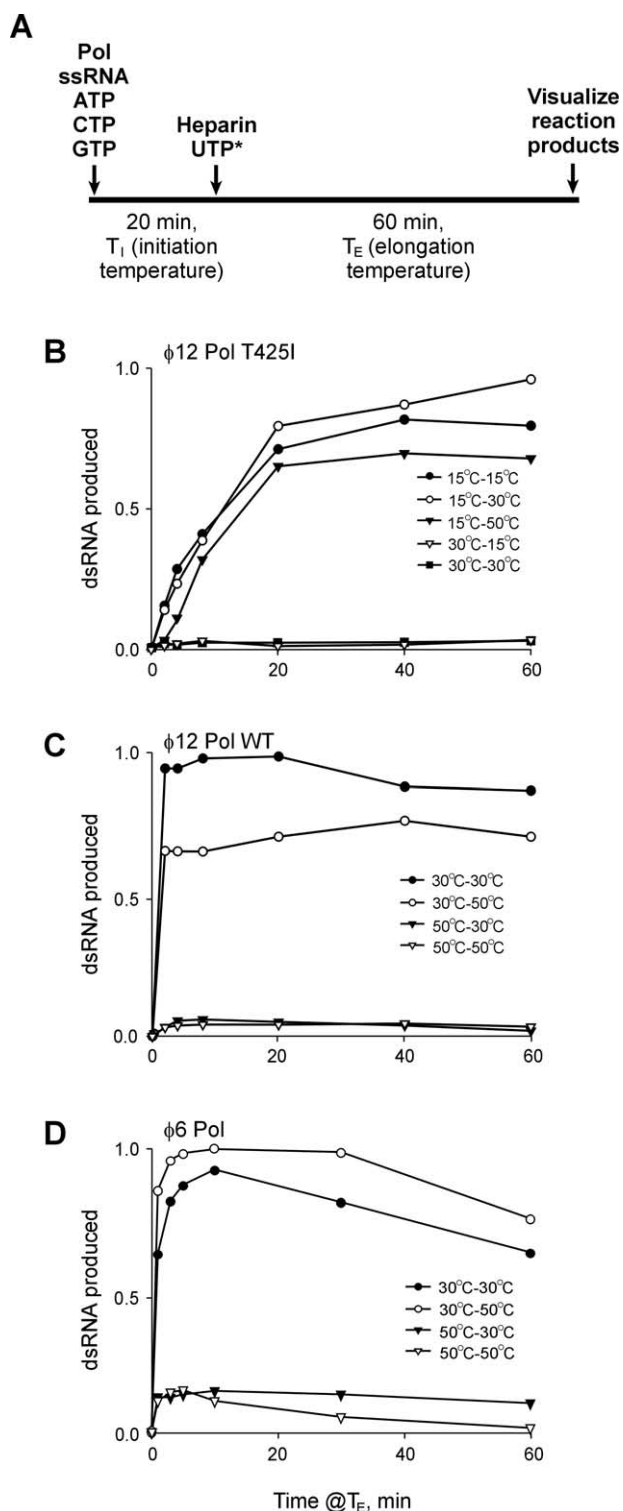 A
Pol
ssRNA
ATP
CTP
GTP
Heparin
UTP*
Visualize
reaction
products
20 min,
T_I (initiation
temperature)
60 min,
T_E (elongation
temperature)
B
ϕ12 Pol T425I
dsRNA produced
1.0
0.5
0.0
15°C-15°C
15°C-30°C
15°C-50°C
30°C-15°C
30°C-30°C
0 20 40 60
C
ϕ12 Pol WT
dsRNA produced
1.0
0.5
0.0
30°C-30°C
30°C-50°C
50°C-30°C
50°C-50°C
0 20 40 60
D
ϕ6 Pol
dsRNA produced
1.0
0.5
0.0
30°C-30°C
30°C-50°C
50°C-30°C
50°C-50°C
0 20 40 60
Time @T_E, min